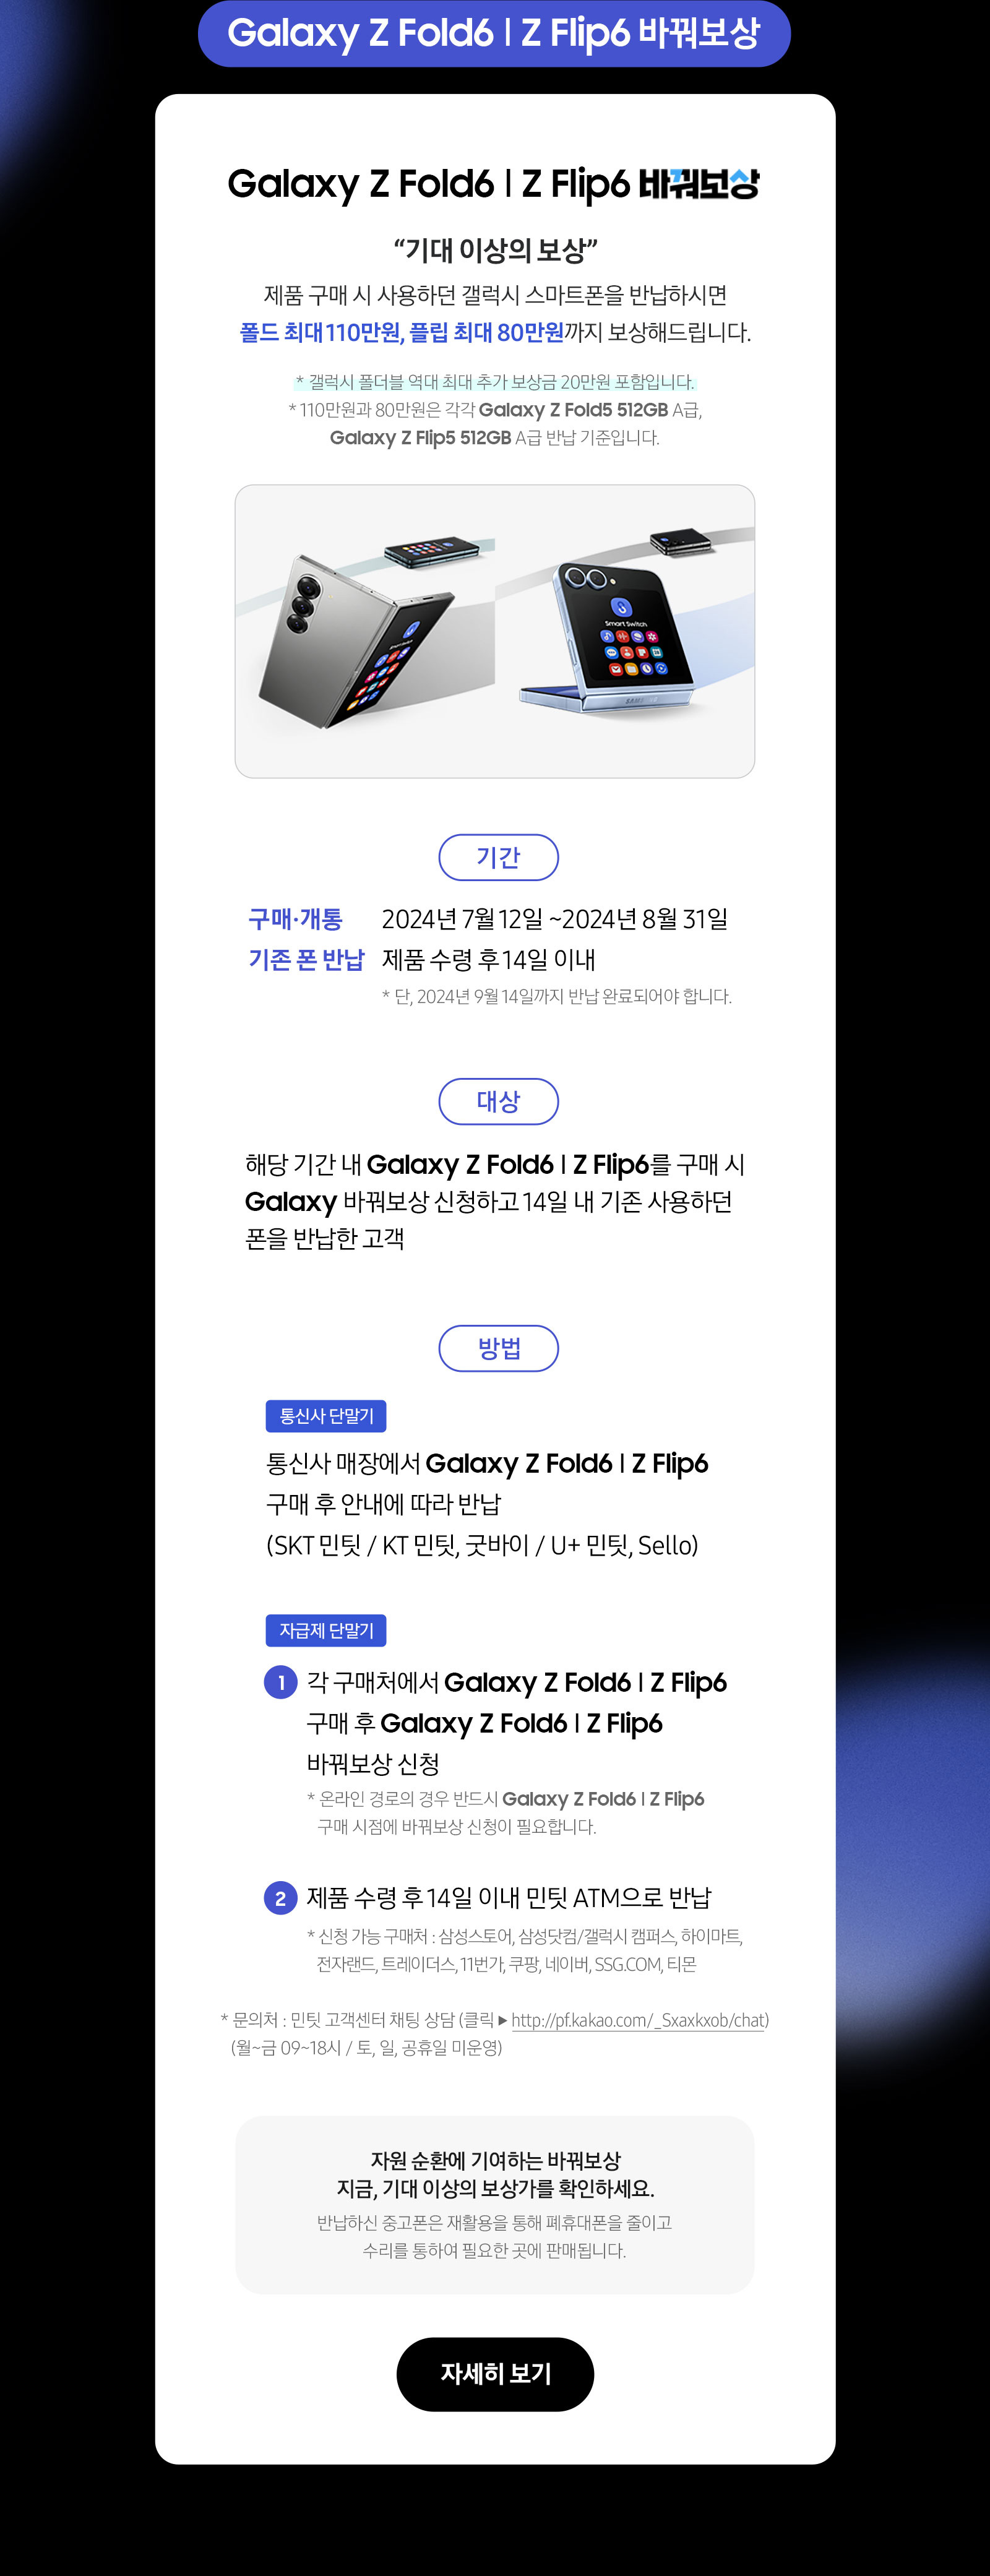 Galaxy Z Fold6 | Z Flip6 바꿔보상
Galaxy Z Fold6 | Z Flip6 바꿔보상
“기대 이상의 보상”
제품 구매 시 사용하던 갤럭시 스마트폰을 반납하시면
폴드 최대 110만원, 플립 최대 80만원까지 보상해드립니다.
* 갤럭시 폴더블 역대 최대 추가 보상금 20만원 포함입니다.
* 110만원과 80만원은 각각 Galaxy Z Fold5 512GB A급,
Galaxy Z Flip5 512GB A급 반납 기준입니다.
Smart Switch
SAMSUNG
기간
구매·개통 2024년 7월 12일 ~2024년 8월 31일
기존 폰 반납 제품 수령 후 14일 이내
* 단, 2024년 9월 14일까지 반납 완료되어야 합니다.
대상
해당 기간 내 Galaxy Z Fold6 | Z Flip6를 구매 시
Galaxy 바꿔보상 신청하고 14일 내 기존 사용하던
폰을 반납한 고객
방법
통신사 단말기
통신사 매장에서 Galaxy Z Fold6 | Z Flip6
구매 후 안내에 따라 반납
(SKT 민팃 / KT 민팃, 굿바이 / U+ 민팃, Sello)
자급제 단말기
1 각 구매처에서 Galaxy Z Fold6 | Z Flip6
구매 후 Galaxy Z Fold6 | Z Flip6
바꿔보상 신청
* 온라인 경로의 경우 반드시 Galaxy Z Fold6 | Z Flip6
구매 시점에 바꿔보상 신청이 필요합니다.
2 제품 수령 후 14일 이내 민팃 ATM으로 반납
* 신청 가능 구매처 : 삼성스토어, 삼성닷컴/갤럭시 캠퍼스, 하이마트,
전자랜드, 트레이더스, 11번가, 쿠팡, 네이버, SSG.COM, 티몬
* 문의처 : 민팃 고객센터 채팅 상담 (클릭 ▶ http://pf.kakao.com/_Sxaxkxob/chat)
(월~금 09~18시 / 토, 일, 공휴일 미운영)
자원 순환에 기여하는 바꿔보상
지금, 기대 이상의 보상가를 확인하세요.
반납하신 중고폰은 재활용을 통해 폐휴대폰을 줄이고
수리를 통하여 필요한 곳에 판매됩니다.
자세히 보기